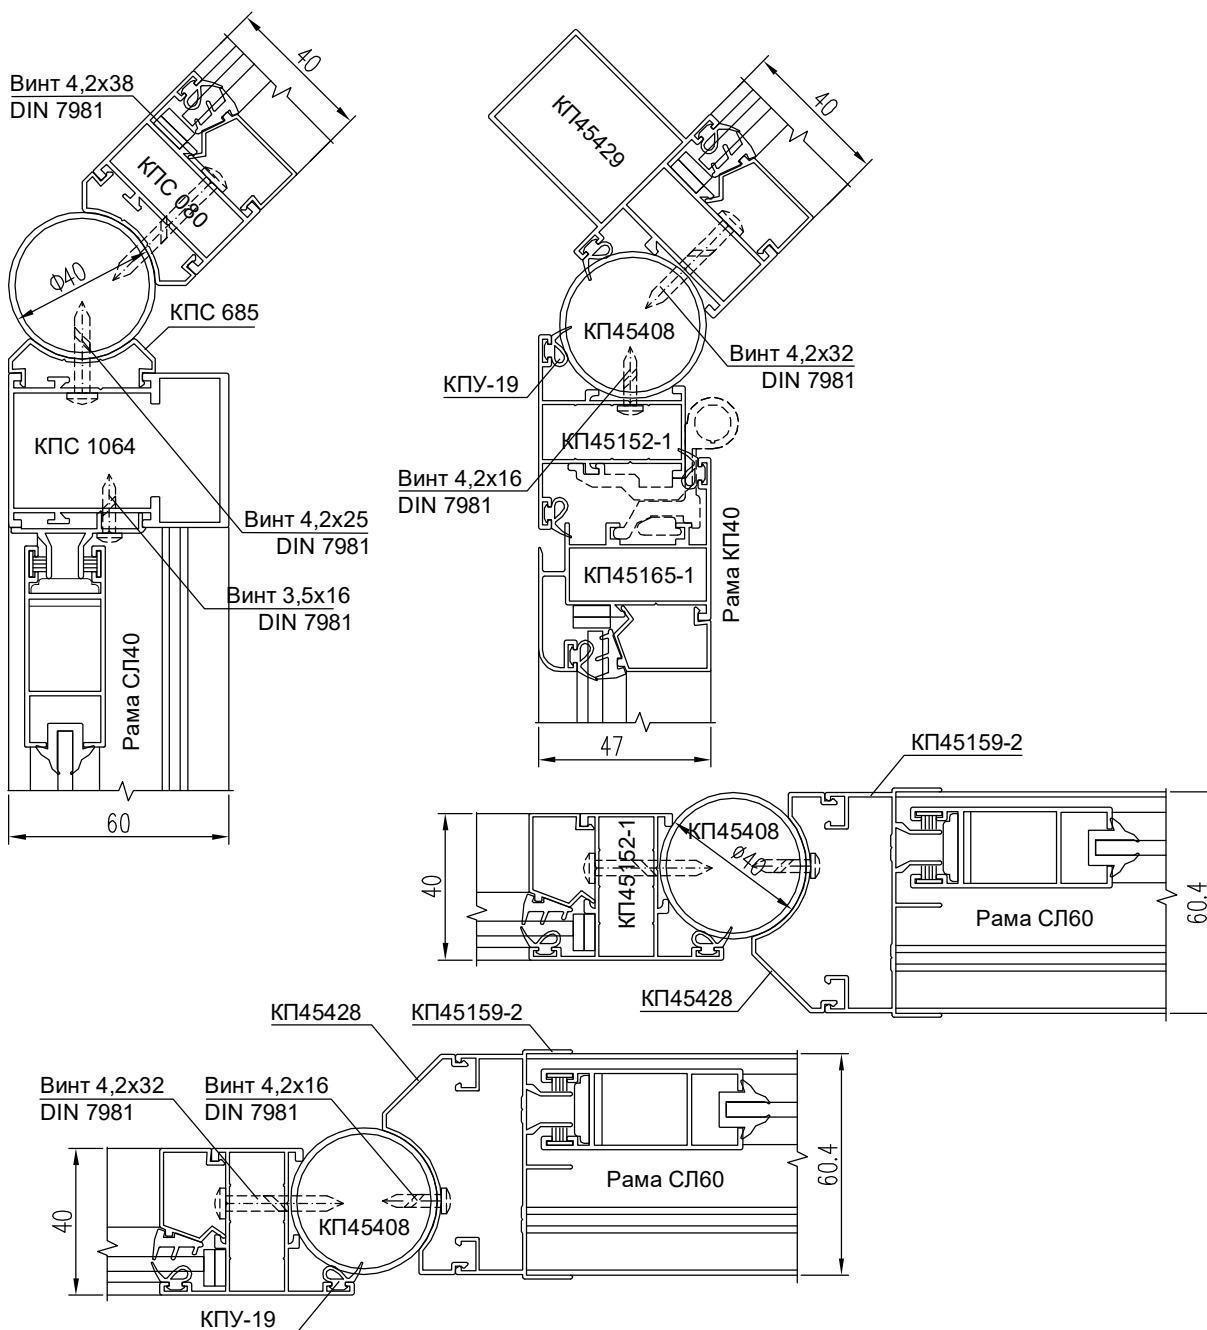 Винт 4,2x38
DIN 7981
40
КПС 080
Ф40
КПС 685
КПС 1064
Винт 4,2x25
DIN 7981
Винт 3,5x16
DIN 7981
Рама СЛ40
60
КП45429
40
КП45408
Винт 4,2x32
DIN 7981
КПУ-19
КП45152-1
Винт 4,2x16
DIN 7981
КП45165-1
Рама КП40
47
КП45159-2
КП45408
КП45152-1
Ф40
40
Рама СЛ60
60.4
КП45428
КП45428
КП45159-2
Винт 4,2x32
DIN 7981
Винт 4,2x16
DIN 7981
Рама СЛ60
60.4
40
КП45408
КПУ-19